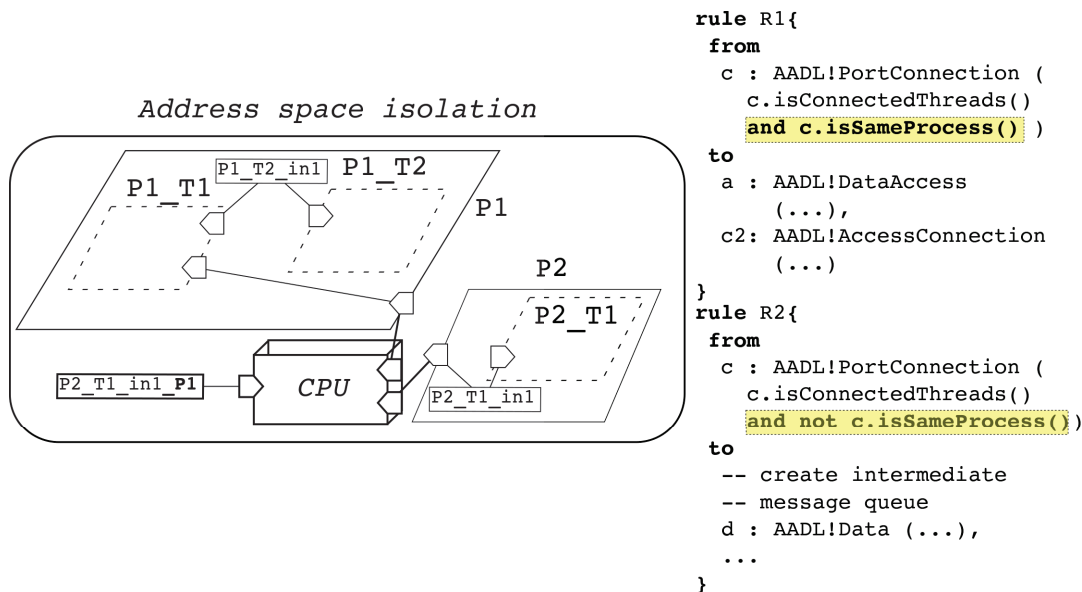 Address space isolation
P1_T2_in1
P1_T2
P1_T1
P1
P2
P2_T1
CPU
P2_T1_in1_P1
P2_T1_in1
rule R1{
from
c : AADL!PortConnection (
c.isConnectedThreads()
and c.isSameProcess() )
to
a : AADL!DataAccess
(...),
c2: AADL!AccessConnection
(...)
}
rule R2{
from
c : AADL!PortConnection (
c.isConnectedThreads()
and not c.isSameProcess())
to
-- create intermediate
-- message queue
d : AADL!Data (...),
...
}